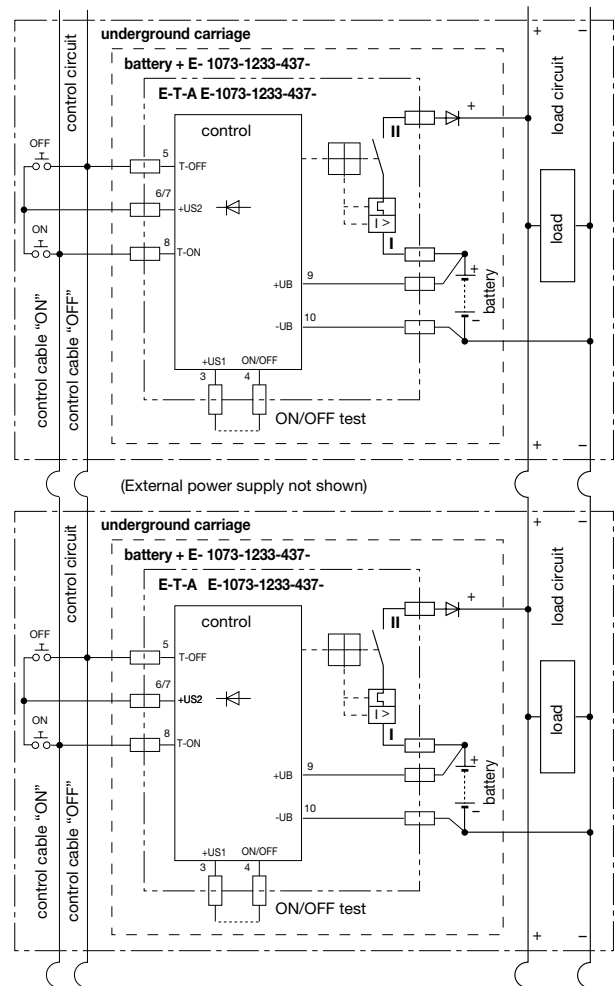 underground carriage
+ –
battery + E- 1073-1233-437-
E-T-A E-1073-1233-437-
control circuit
load circuit
control
+
II
OFF
5
T-OFF
6/7
+US2
I >
load
ON
8
T-ON
I
9
+UB
+
battery
–
10
-UB
control cable "ON"
control cable "OFF"
+US1 ON/OFF
3 4
ON/OFF test
+ –
(External power supply not shown)
underground carriage
+ –
battery + E- 1073-1233-437-
E-T-A E-1073-1233-437-
control circuit
load circuit
control
+
II
OFF
5
T-OFF
6/7
+US2
I >
load
ON
8
T-ON
I
9
+UB
+
battery
–
10
-UB
control cable "ON"
control cable "OFF"
+US1 ON/OFF
3 4
ON/OFF test
+ –